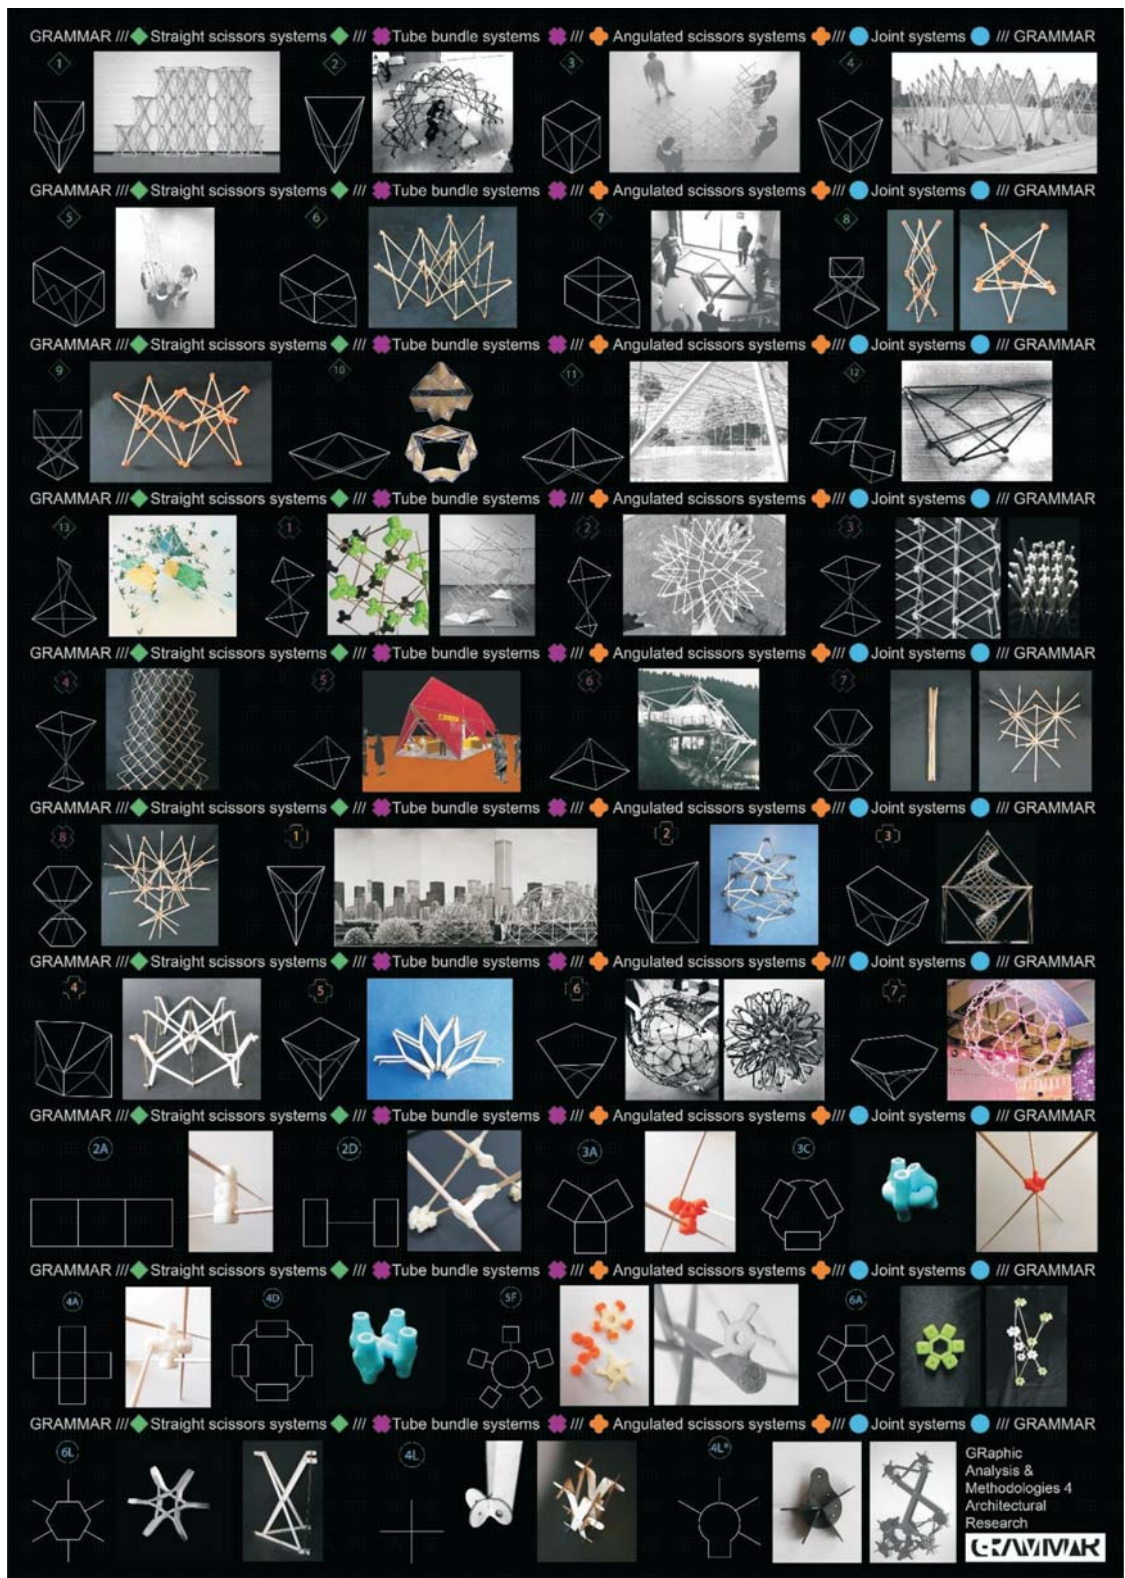 GRAMMAR /// Straight scissors systems /// Tube bundle systems /// Angulated scissors systems /// Joint systems /// GRAMMAR
1 2 3 4
GRAMMAR /// Straight scissors systems /// Tube bundle systems /// Angulated scissors systems /// Joint systems /// GRAMMAR
5 6 7 8
GRAMMAR /// Straight scissors systems /// Tube bundle systems /// Angulated scissors systems /// Joint systems /// GRAMMAR
9 10 11 12
GRAMMAR /// Straight scissors systems /// Tube bundle systems /// Angulated scissors systems /// Joint systems /// GRAMMAR
13 1 2 3
GRAMMAR /// Straight scissors systems /// Tube bundle systems /// Angulated scissors systems /// Joint systems /// GRAMMAR
4 5 6 7
GRAMMAR /// Straight scissors systems /// Tube bundle systems /// Angulated scissors systems /// Joint systems /// GRAMMAR
8 1 2 3
GRAMMAR /// Straight scissors systems /// Tube bundle systems /// Angulated scissors systems /// Joint systems /// GRAMMAR
4 5 6 7
GRAMMAR /// Straight scissors systems /// Tube bundle systems /// Angulated scissors systems /// Joint systems /// GRAMMAR
2A 2D 3A 3C
GRAMMAR /// Straight scissors systems /// Tube bundle systems /// Angulated scissors systems /// Joint systems /// GRAMMAR
4A 4D 5F 6A
GRAMMAR /// Straight scissors systems /// Tube bundle systems /// Angulated scissors systems /// Joint systems /// GRAMMAR
6L 4L 4L*
GRaphic
Analysis &
Methodologies 4
Architectural
Research
GRAMMAR